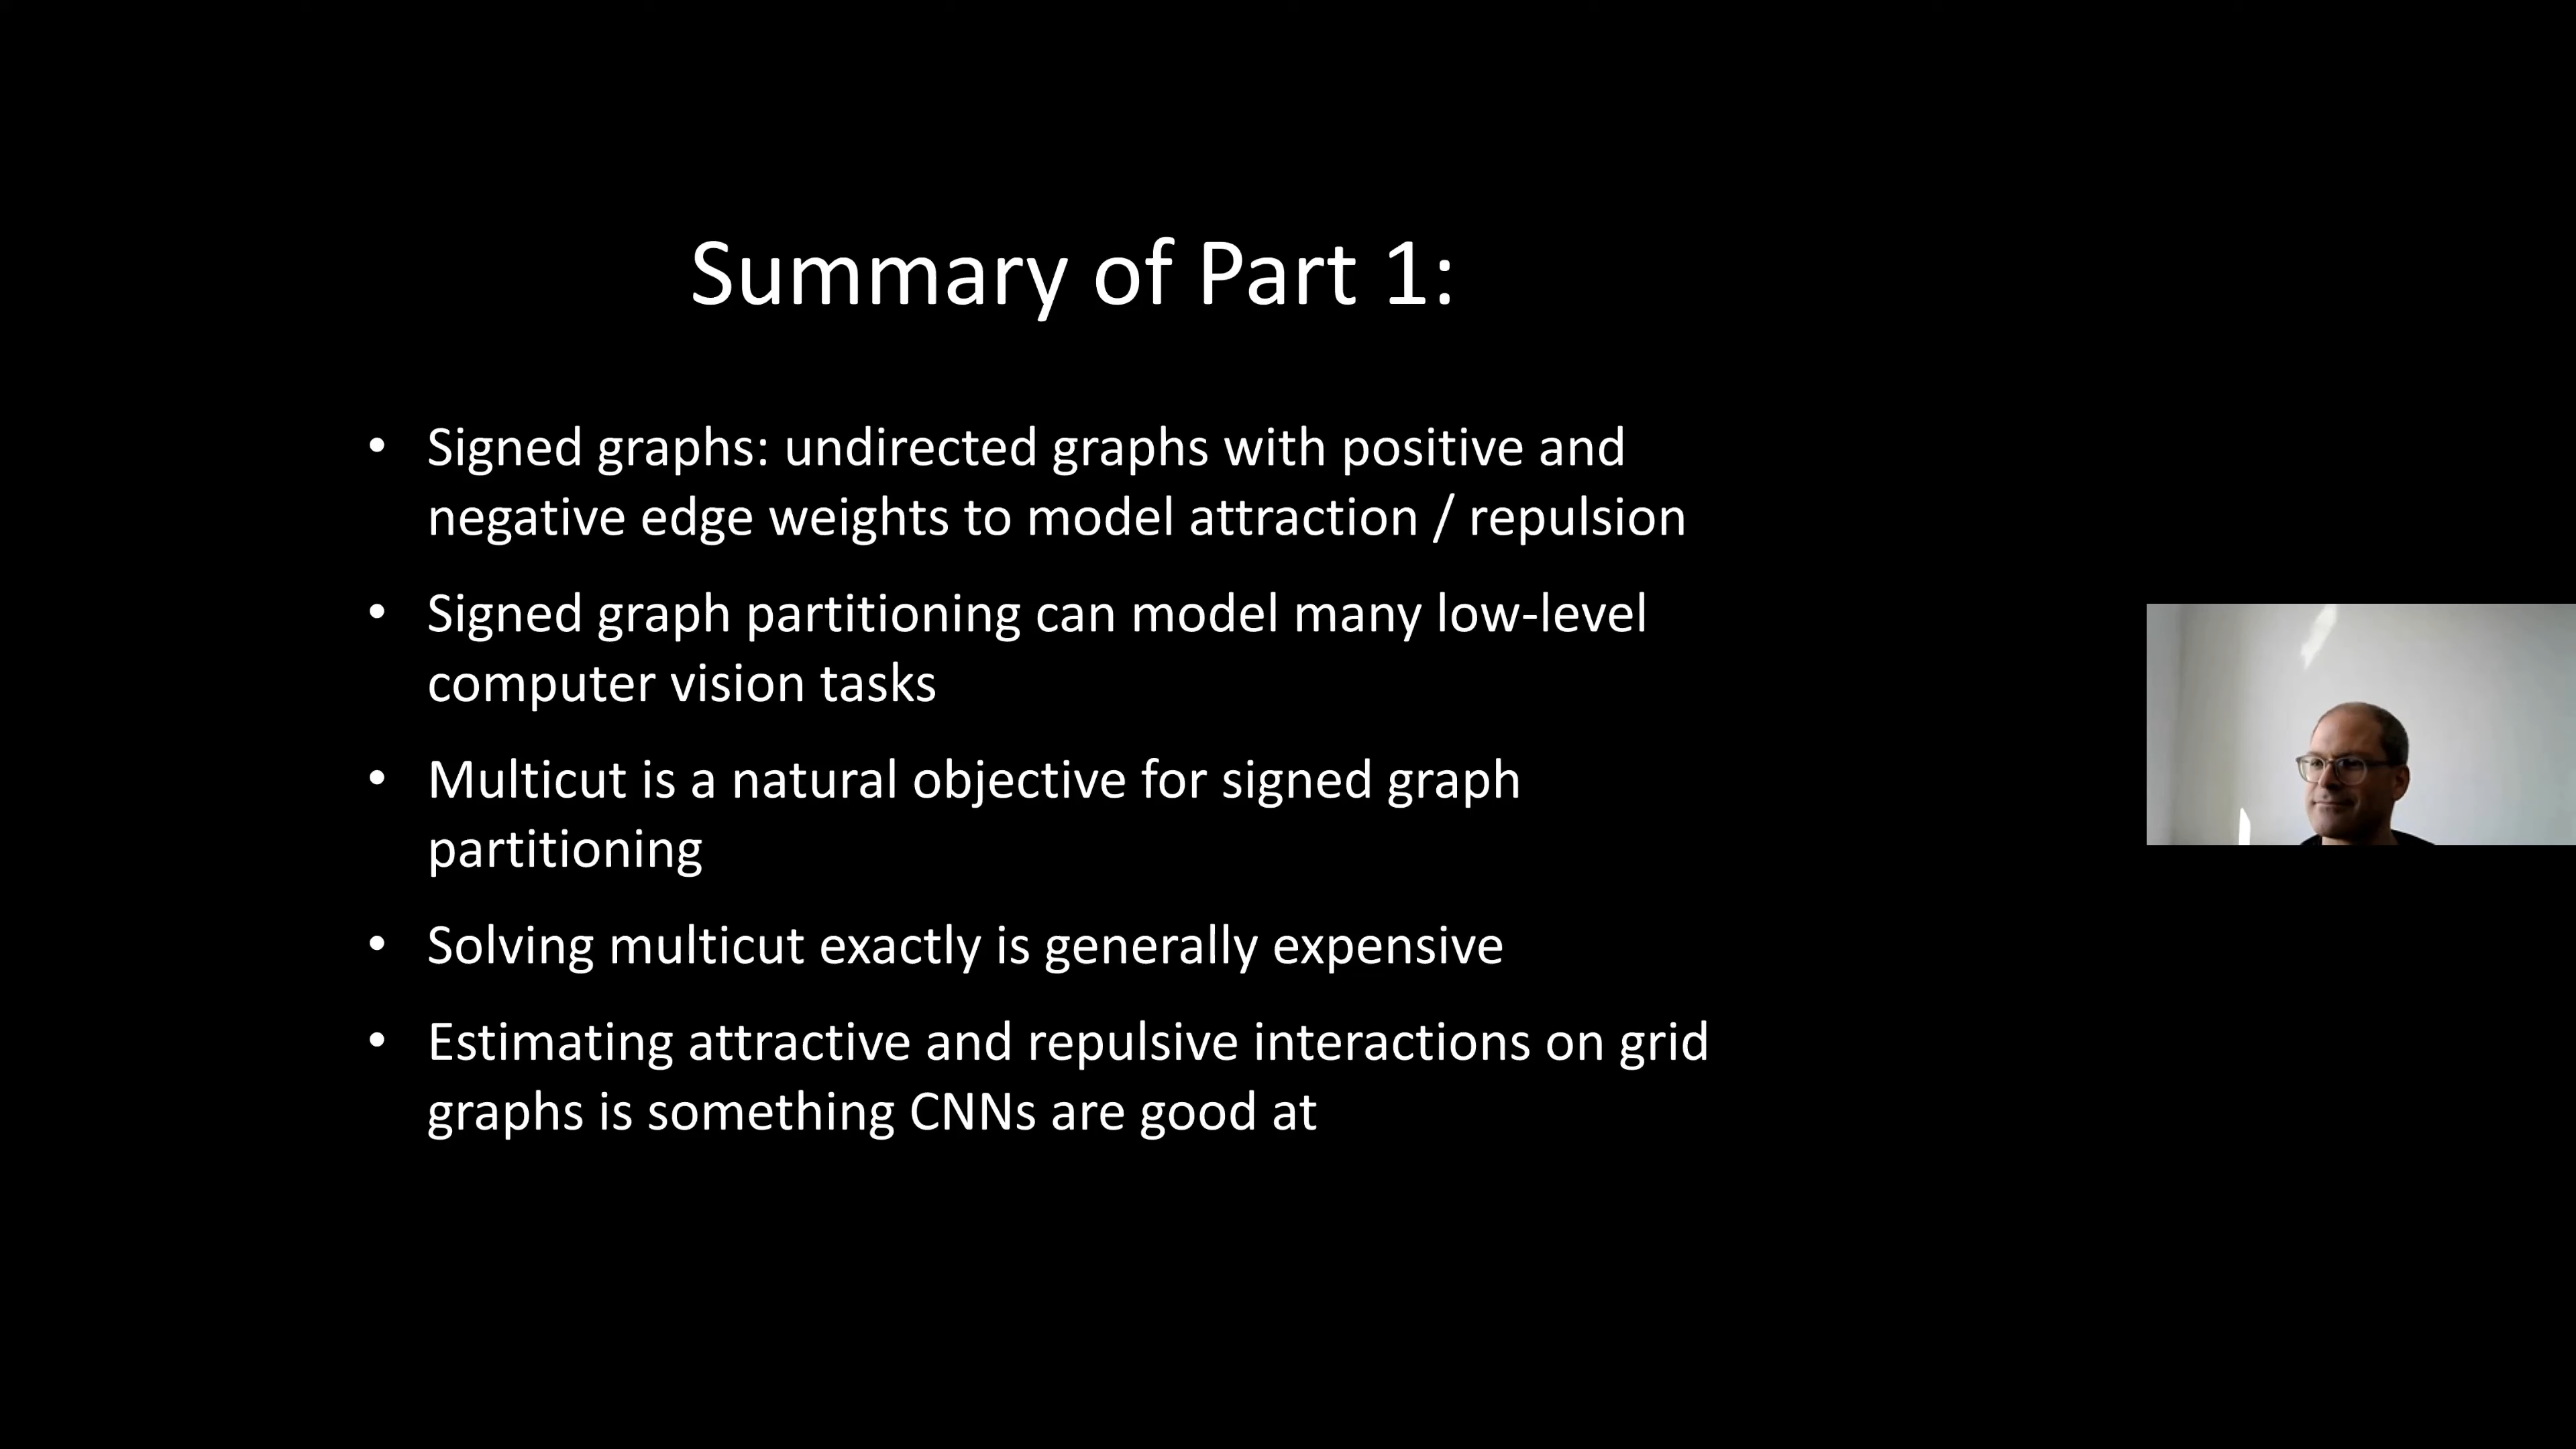 Summary of Part 1:
• Signed graphs: undirected graphs with positive and
negative edge weights to model attraction / repulsion
• Signed graph partitioning can model many low-level
computer vision tasks
• Multicut is a natural objective for signed graph
partitioning
• Solving multicut exactly is generally expensive
• Estimating attractive and repulsive interactions on grid
graphs is something CNNs are good at